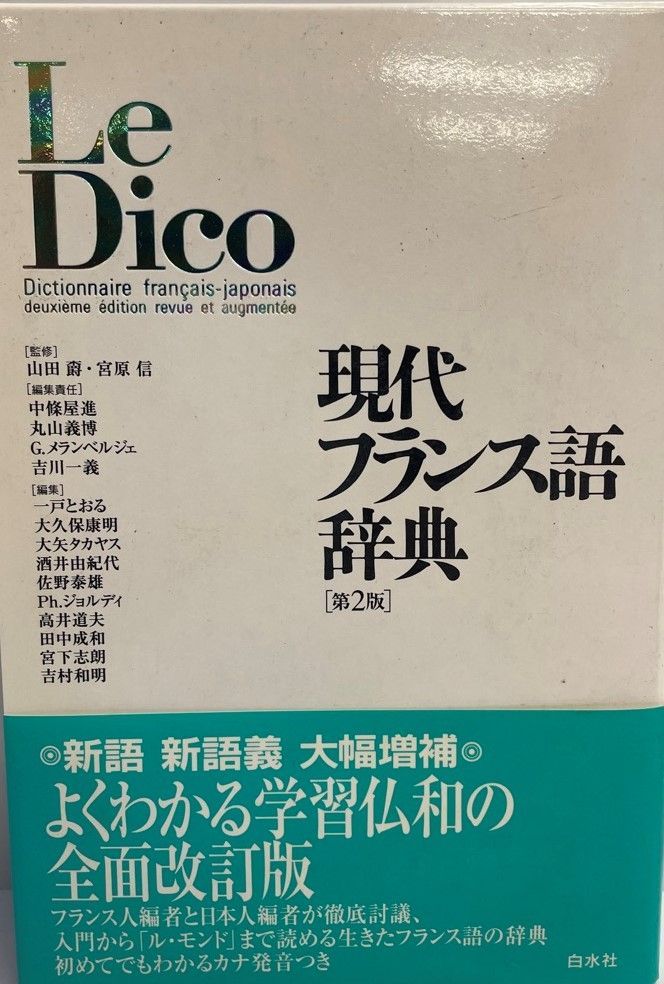 Le
Dico
Dictionnaire français-japonais
deuxième édition revue et augmentée
[監修]
山田 爵・宮原 信
[編集責任]
中條屋進
丸山義博
G.メランベルジェ
吉川一義
[編集]
一戸とおる
大久保康明
大矢タカヤス
酒井由紀代
佐野泰雄
Ph.ジョルディ
高井道夫
田中成和
宮下志朗
吉村和明
現代
フランス語
辞典
[第2版]
◎新語 新語義 大幅増補◎
よくわかる学習仏和の
全面改訂版
フランス人編者と日本人編者が徹底討議、
入門から「ル・モンド」まで読める生きたフランス語の辞典
初めてでもわかるカナ発音つき
白水社